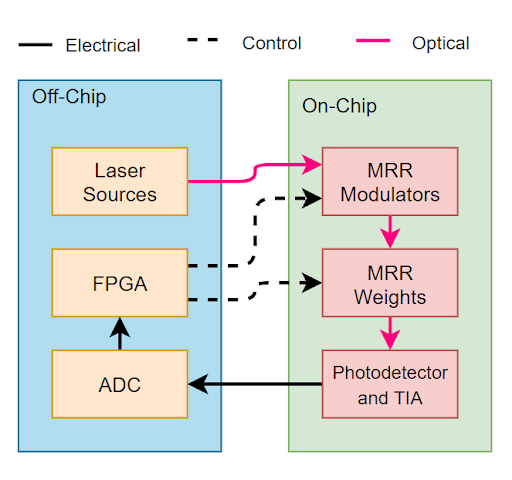 Electrical
Control
Optical
Off-Chip
On-Chip
Laser
Sources
MRR
Modulators
FPGA
MRR
Weights
ADC
Photodetector
and TIA